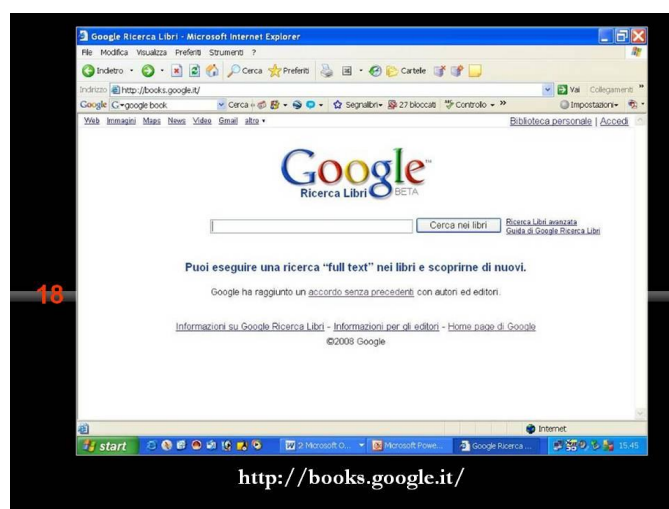 Google Ricerca Libri - Microsoft Internet Explorer
File Modifica Visualizza Preferiti Strumenti ?
Indietro Cerca Preferiti Cartelle
Indirizzo http://books.google.it/ Vai Collegamenti »
Google google book Cerca Segnalibri 27 bloccati Controllo » Impostazioni
Web Immagini Maps News Video Gmail altro Biblioteca personale | Accedi
Google™
Ricerca Libri BETA
Cerca nei libri Ricerca Libri avanzata
Guida di Google Ricerca Libri
Puoi eseguire una ricerca “full text” nei libri e scoprirne di nuovi.
18
Google ha raggiunto un accordo senza precedenti con autori ed editori.
Informazioni su Google Ricerca Libri - Informazioni per gli editori - Home page di Google
©2008 Google
Internet
start 2 Microsoft O... Microsoft Powe... Google Ricerca ... 15.45
http://books.google.it/